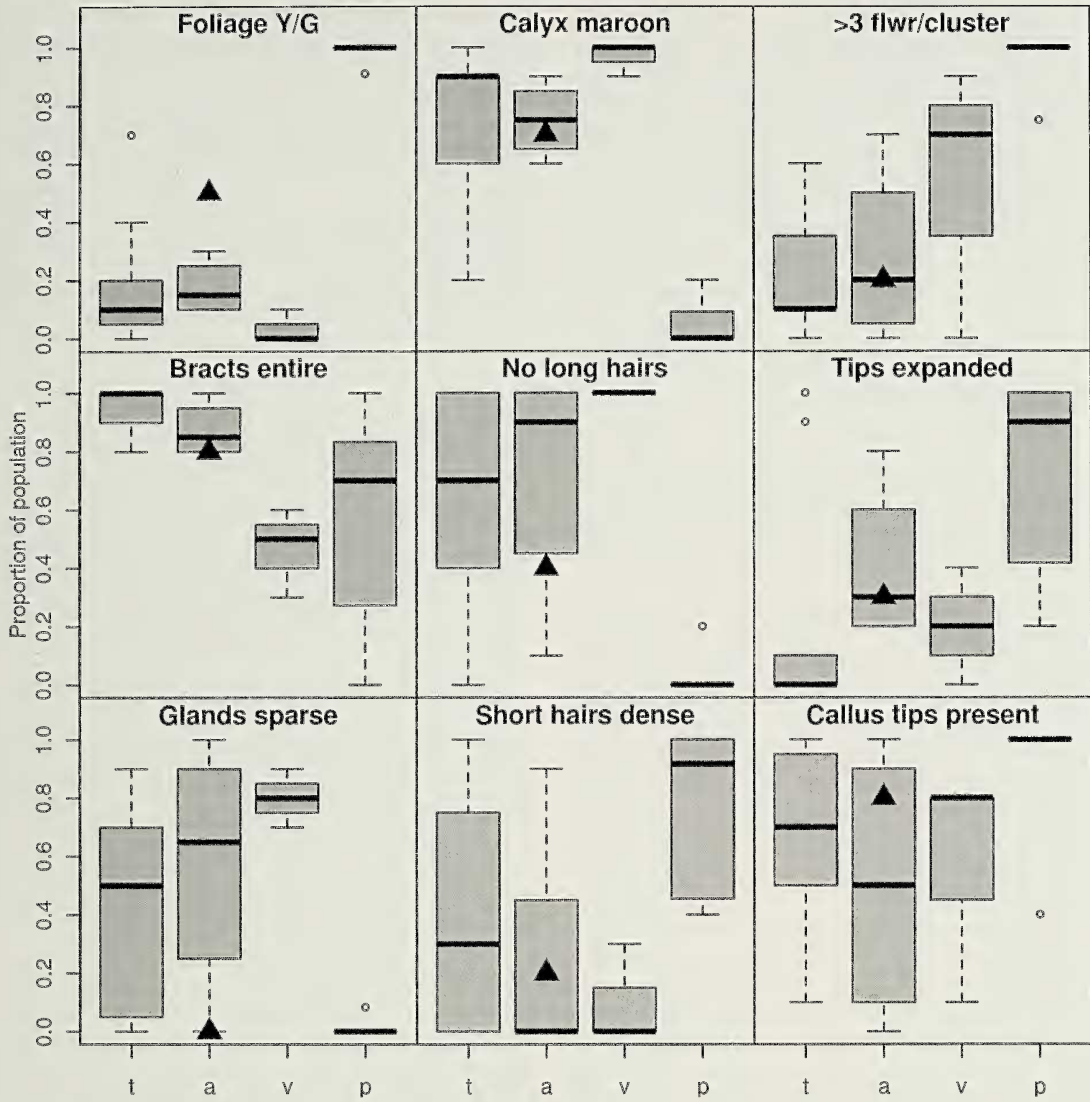 Foliage Y/G
Calyx maroon
>3 flwr/cluster
1.0
0.8
0.6
0.4
0.2
0.0
Bracts entire
No long hairs
Tips expanded
Proportion of population
1.0
0.8
0.6
0.4
0.2
0.0
Glands sparse
Short hairs dense
Callus tips present
1.0
0.8
0.6
0.4
0.2
0.0
t a v p t a v p t a v p